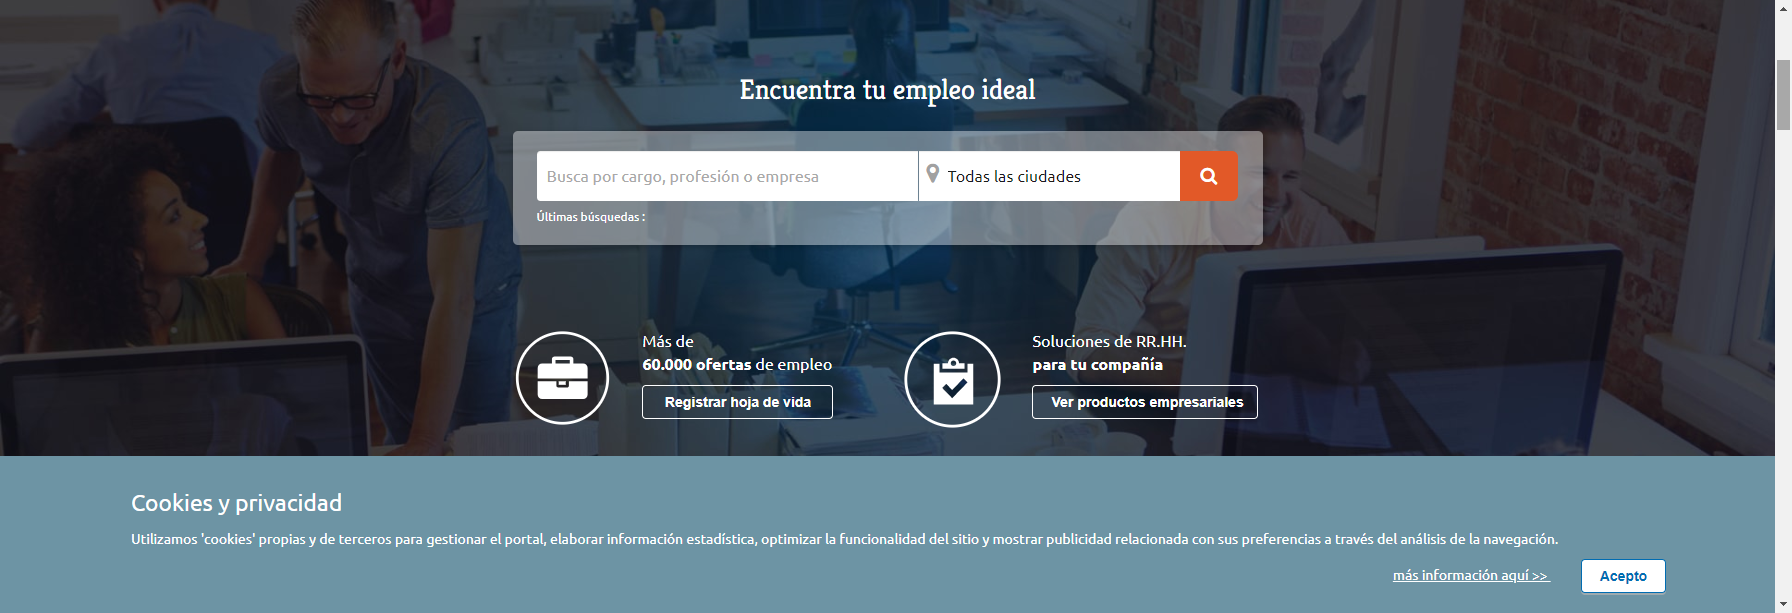 Encuentra tu empleo ideal
Busca por cargo, profesión o empresa
Todas las ciudades
Últimas búsquedas :
Más de
60.000 ofertas de empleo
Registrar hoja de vida
Soluciones de RR.HH.
para tu compañía
Ver productos empresariales
Cookies y privacidad
Utilizamos 'cookies' propias y de terceros para gestionar el portal, elaborar información estadística, optimizar la funcionalidad del sitio y mostrar publicidad relacionada con sus preferencias a través del análisis de la navegación.
más información aquí >>
Acepto